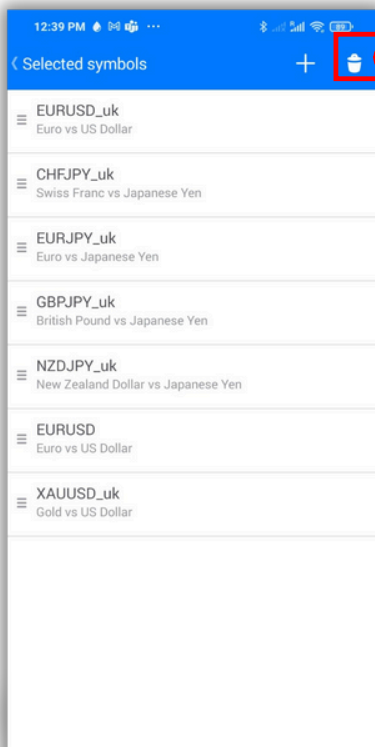 12:39 PM ... 89
Selected symbols
EURUSD_uk
Euro vs US Dollar
CHFJPY_uk
Swiss Franc vs Japanese Yen
EURJPY_uk
Euro vs Japanese Yen
GBPJPY_uk
British Pound vs Japanese Yen
NZDJPY_uk
New Zealand Dollar vs Japanese Yen
EURUSD
Euro vs US Dollar
XAUUSD_uk
Gold vs US Dollar